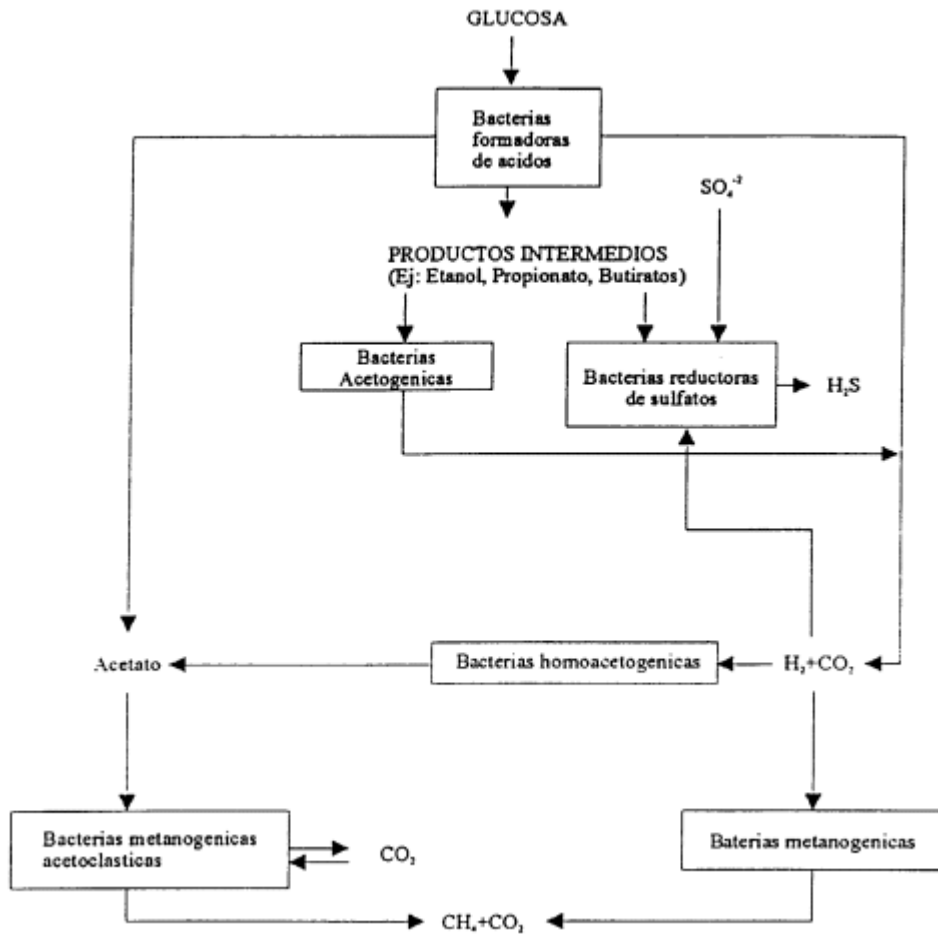 GLUCOSA
Bacterias
formadoras
de acidos
SO₄⁻²
PRODUCTOS INTERMEDIOS
(Ej: Etanol, Propionato, Butiratos)
Bacterias
Acetogenicas
Bacterias reductoras
de sulfatos
H₂S
Acetato
Bacterias homoacetogenicas
H₂+CO₂
Bacterias metanogenicas
acetoclasticas
CO₂
Baterias metanogenicas
CH₄+CO₂